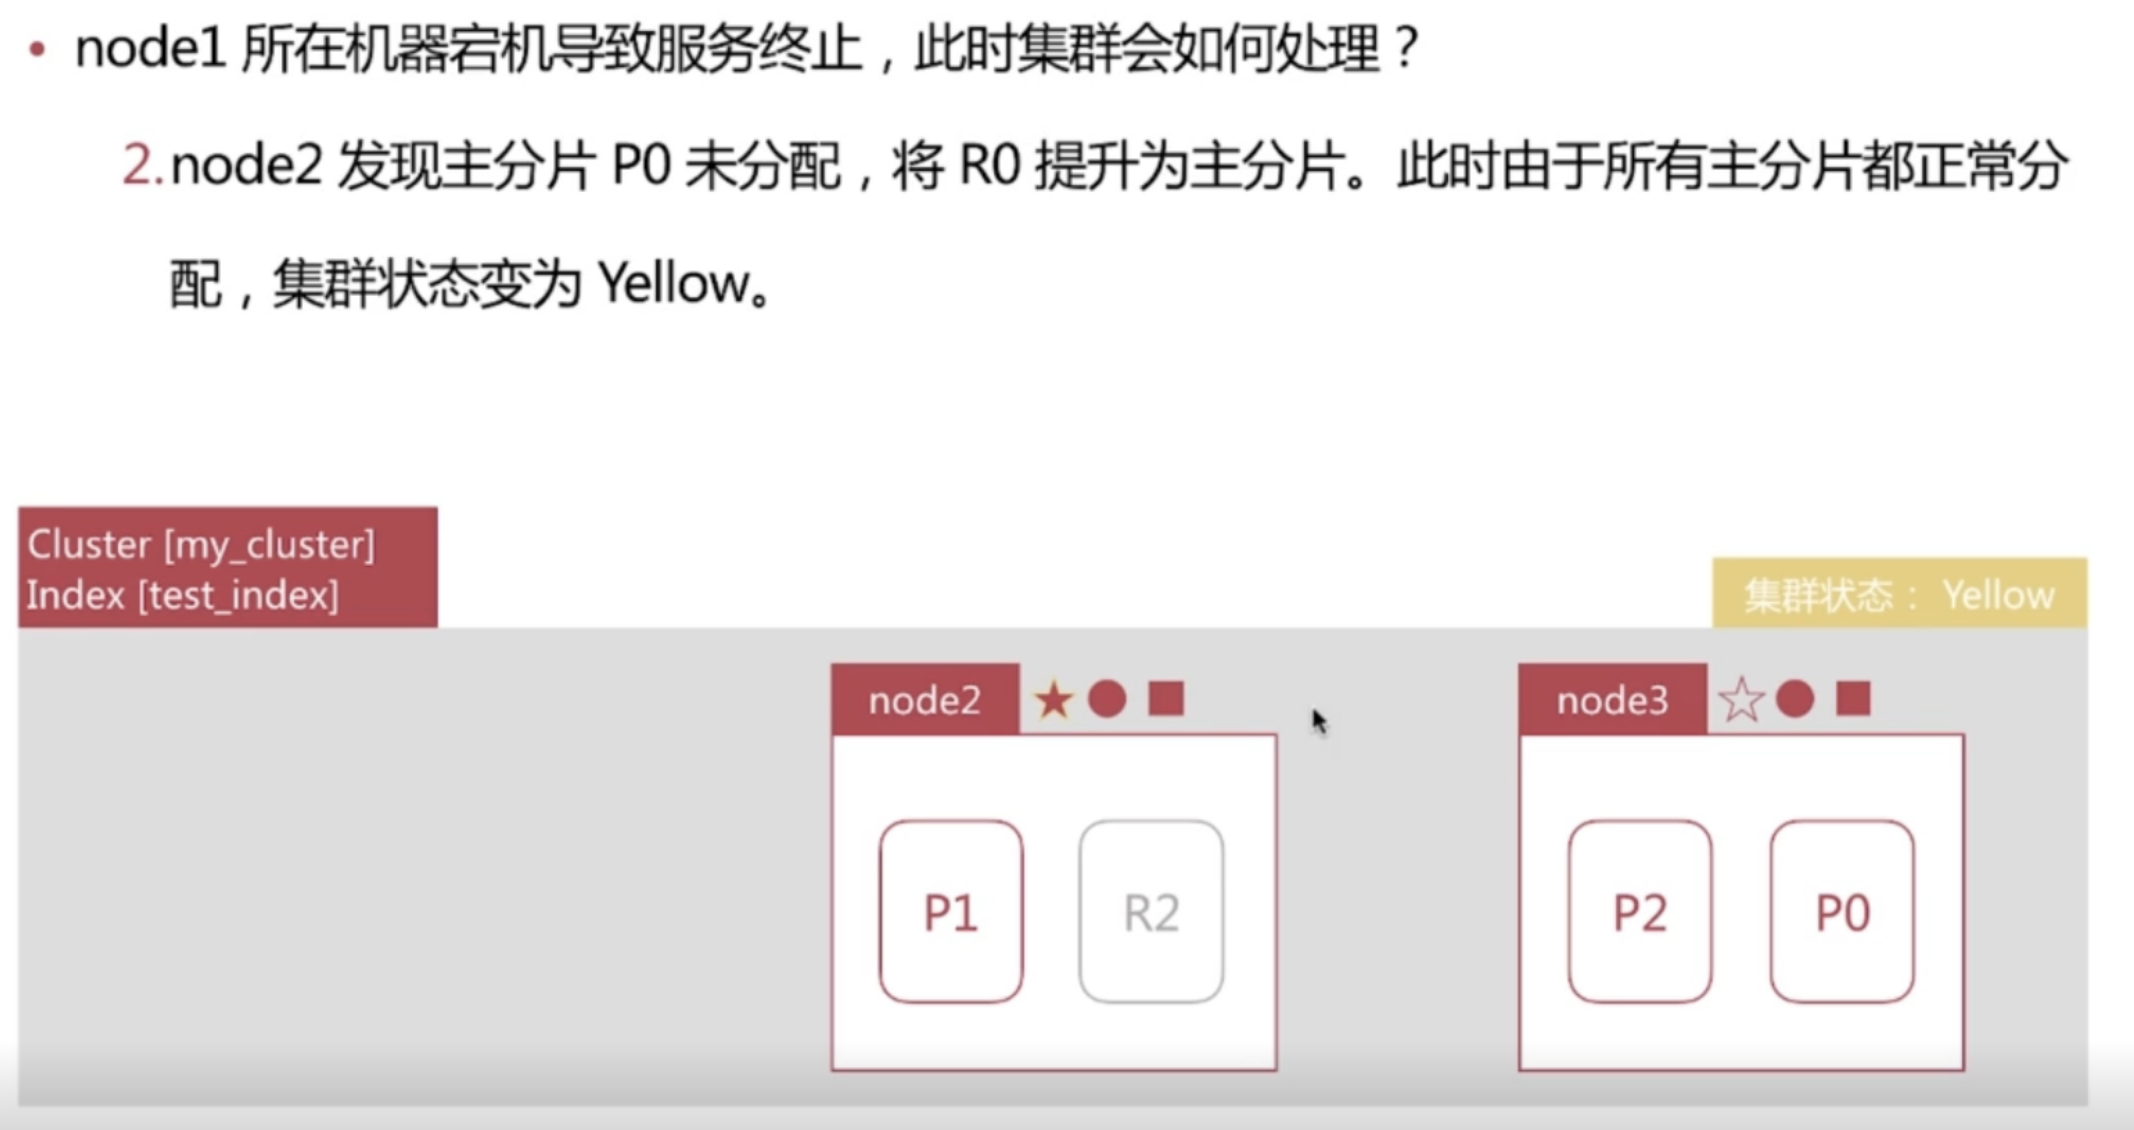 • node1 所在机器宕机导致服务终止，此时集群会如何处理？
2.node2 发现主分片 P0 未分配，将 R0 提升为主分片。此时由于所有主分片都正常分
配，集群状态变为 Yellow。
Cluster [my_cluster]
Index [test_index]
集群状态： Yellow
node2
node3
P1
R2
P2
P0